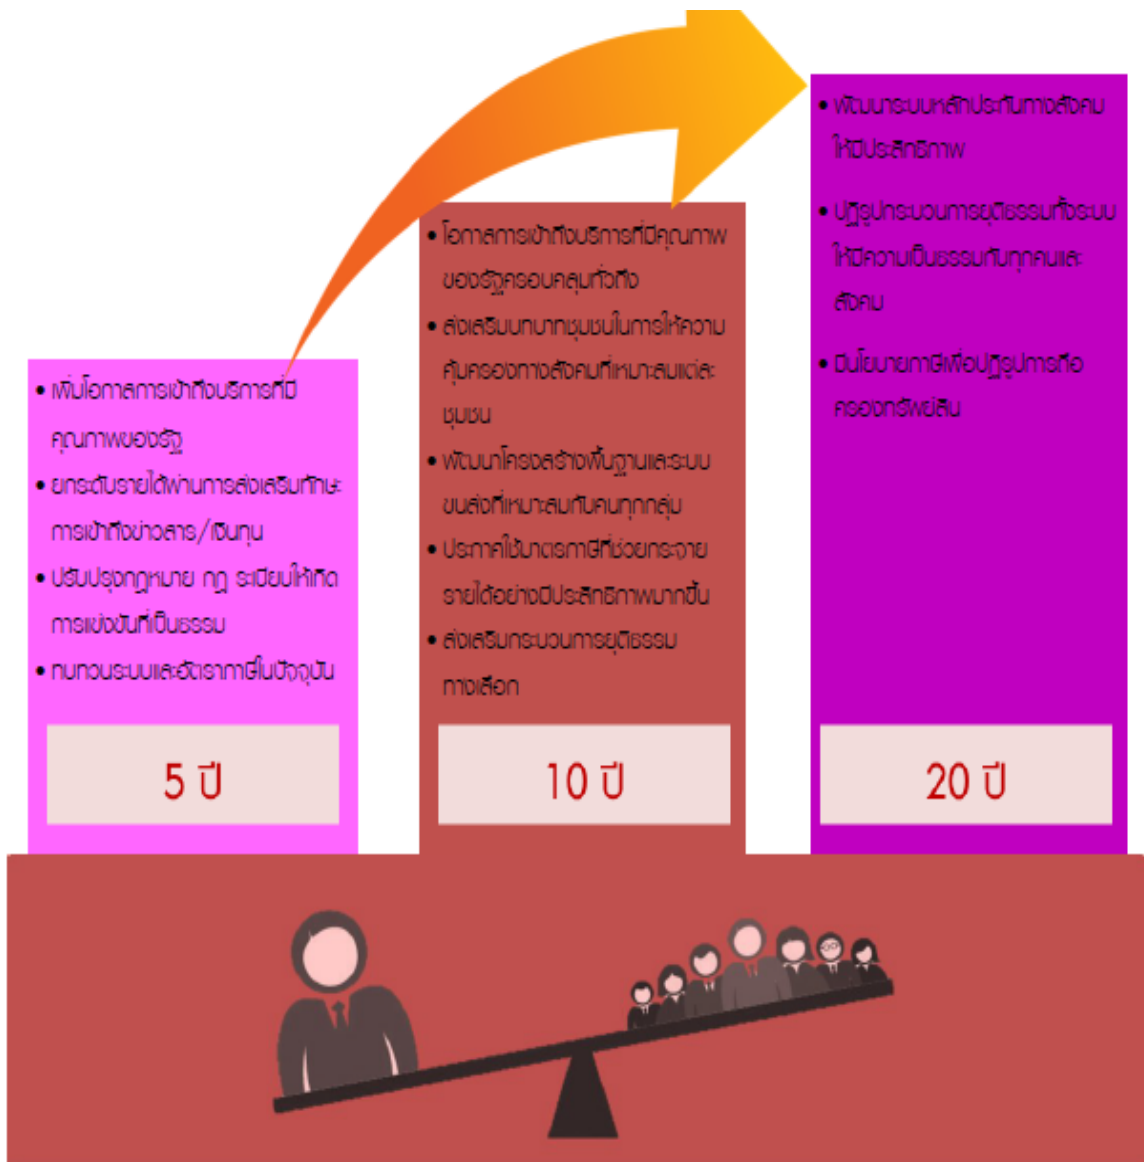 • เพิ่มโอกาสการเข้าถึงบริการที่มี
คุณภาพของรัฐ
• ยกระดับรายได้ผ่านการส่งเสริมทักษะ
การเข้าถึงข่าวสาร/เงินทุน
• ปรับปรุงกฎหมาย กฎ ระเบียบให้เกิด
การแข่งขันที่เป็นธรรม
• ทบทวนระบบและอัตราภาษีในปัจจุบัน
5 ปี
• โอกาสการเข้าถึงบริการที่มีคุณภาพ
ของรัฐครอบคลุมทั่วถึง
• ส่งเสริมบทบาทชุมชนในการให้ความ
คุ้มครองทางสังคมที่เหมาะสมแต่ละ
ชุมชน
• พัฒนาโครงสร้างพื้นฐานและระบบ
ขนส่งที่เหมาะสมกับคนทุกกลุ่ม
• ประกาศใช้มาตรภาษีที่ช่วยกระจาย
รายได้อย่างมีประสิทธิภาพมากขึ้น
• ส่งเสริมกระบวนการยุติธรรม
ทางเลือก
10 ปี
• พัฒนาระบบหลักประกันทางสังคม
ให้มีประสิทธิภาพ
• ปฏิรูปกระบวนการยุติธรรมทั้งระบบ
ให้มีความเป็นธรรมกับทุกคนและ
สังคม
• มีนโยบายภาษีเพื่อปฏิรูปการถือ
ครองทรัพย์สิน
20 ปี